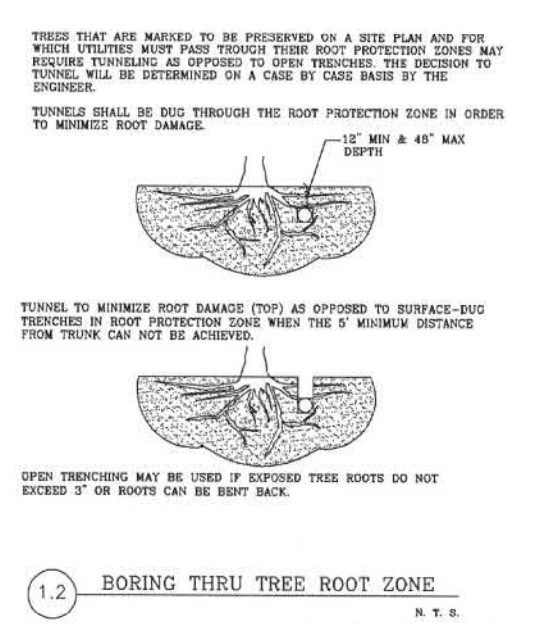 TREES THAT ARE MARKED TO BE PRESERVED ON A SITE PLAN AND FOR
WHICH UTILITIES MUST PASS TROUGH THEIR ROOT PROTECTION ZONES MAY
REQUIRE TUNNELING AS OPPOSED TO OPEN TRENCHES. THE DECISION TO
TUNNEL WILL BE DETERMINED ON A CASE BY CASE BASIS BY THE
ENGINEER.
TUNNELS SHALL BE DUG THROUGH THE ROOT PROTECTION ZONE IN ORDER
TO MINIMIZE ROOT DAMAGE.
12" MIN & 48" MAX
DEPTH
TUNNEL TO MINIMIZE ROOT DAMAGE (TOP) AS OPPOSED TO SURFACE-DUG
TRENCHES IN ROOT PROTECTION ZONE WHEN THE 5' MINIMUM DISTANCE
FROM TRUNK CAN NOT BE ACHIEVED.
OPEN TRENCHING MAY BE USED IF EXPOSED TREE ROOTS DO NOT
EXCEED 3" OR ROOTS CAN BE BENT BACK.
1.2 BORING THRU TREE ROOT ZONE
N. T. S.